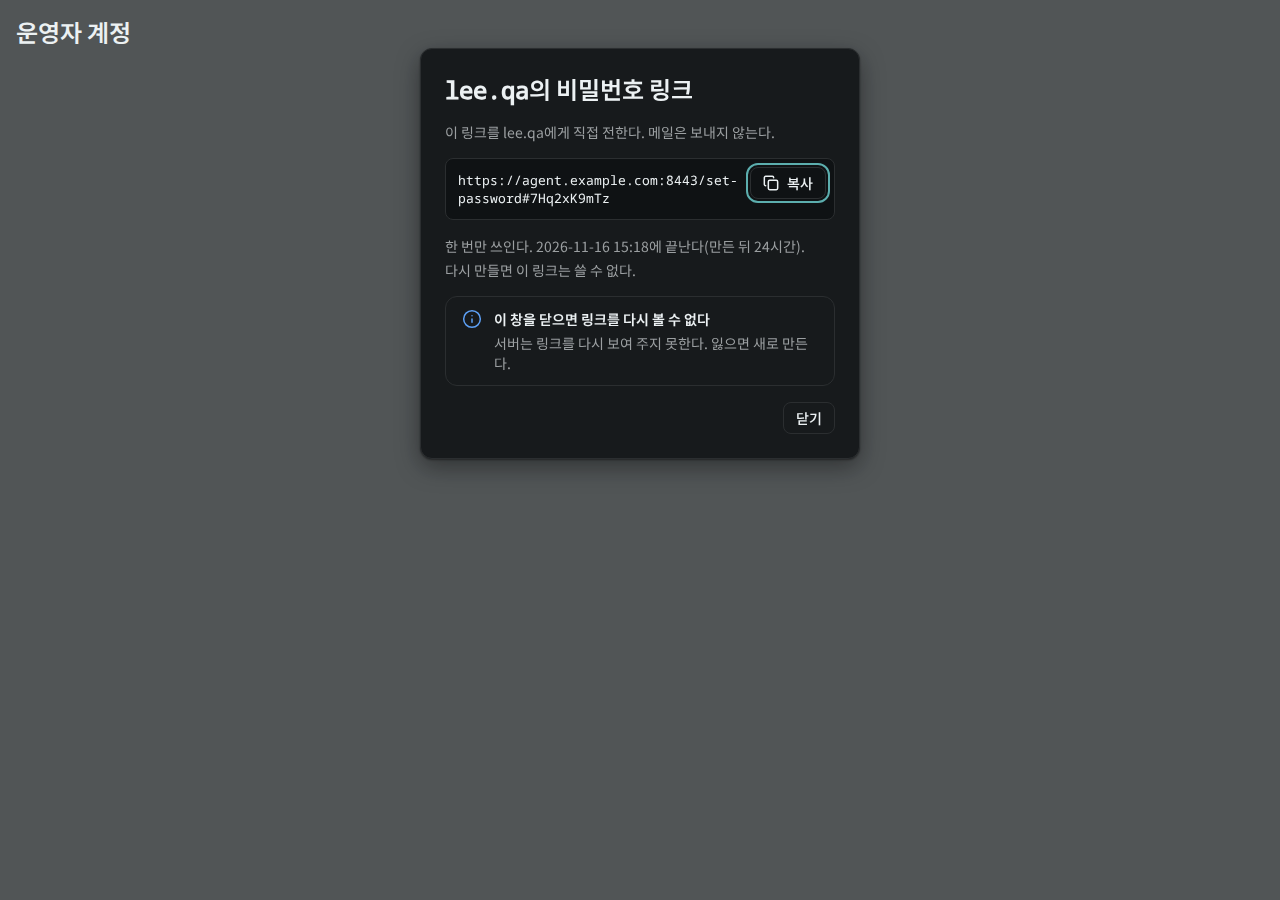 운영자 계정
lee.qa의 비밀번호 링크
이 링크를 lee.qa에게 직접 전한다. 메일은 보내지 않는다.
https://agent.example.com:8443/set-
password#7Hq2xK9mTz
복사
한 번만 쓰인다. 2026-11-16 15:18에 끝난다(만든 뒤 24시간).
다시 만들면 이 링크는 쓸 수 없다.
이 창을 닫으면 링크를 다시 볼 수 없다
서버는 링크를 다시 보여 주지 못한다. 잃으면 새로 만든
다.
닫기